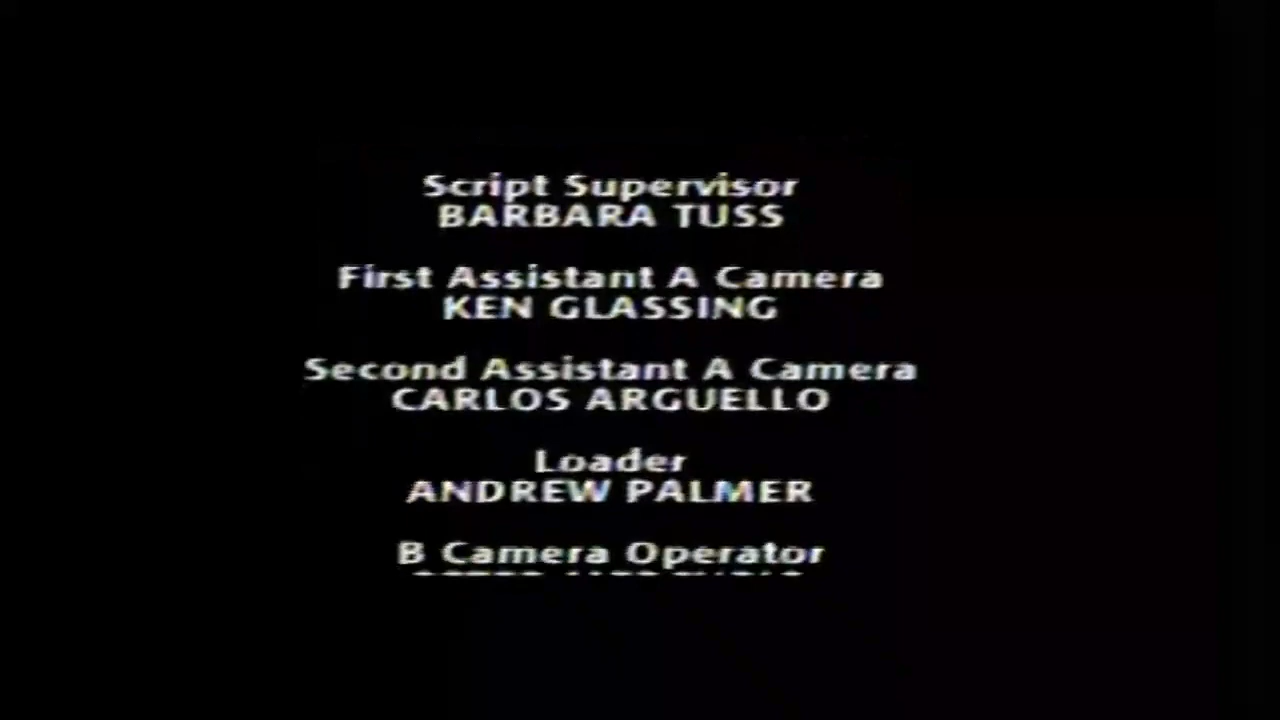 Script Supervisor
BARBARA TUSS
First Assistant A Camera
KEN GLASSING
Second Assistant A Camera
CARLOS ARGUELLO
Loader
ANDREW PALMER
B Camera Operator